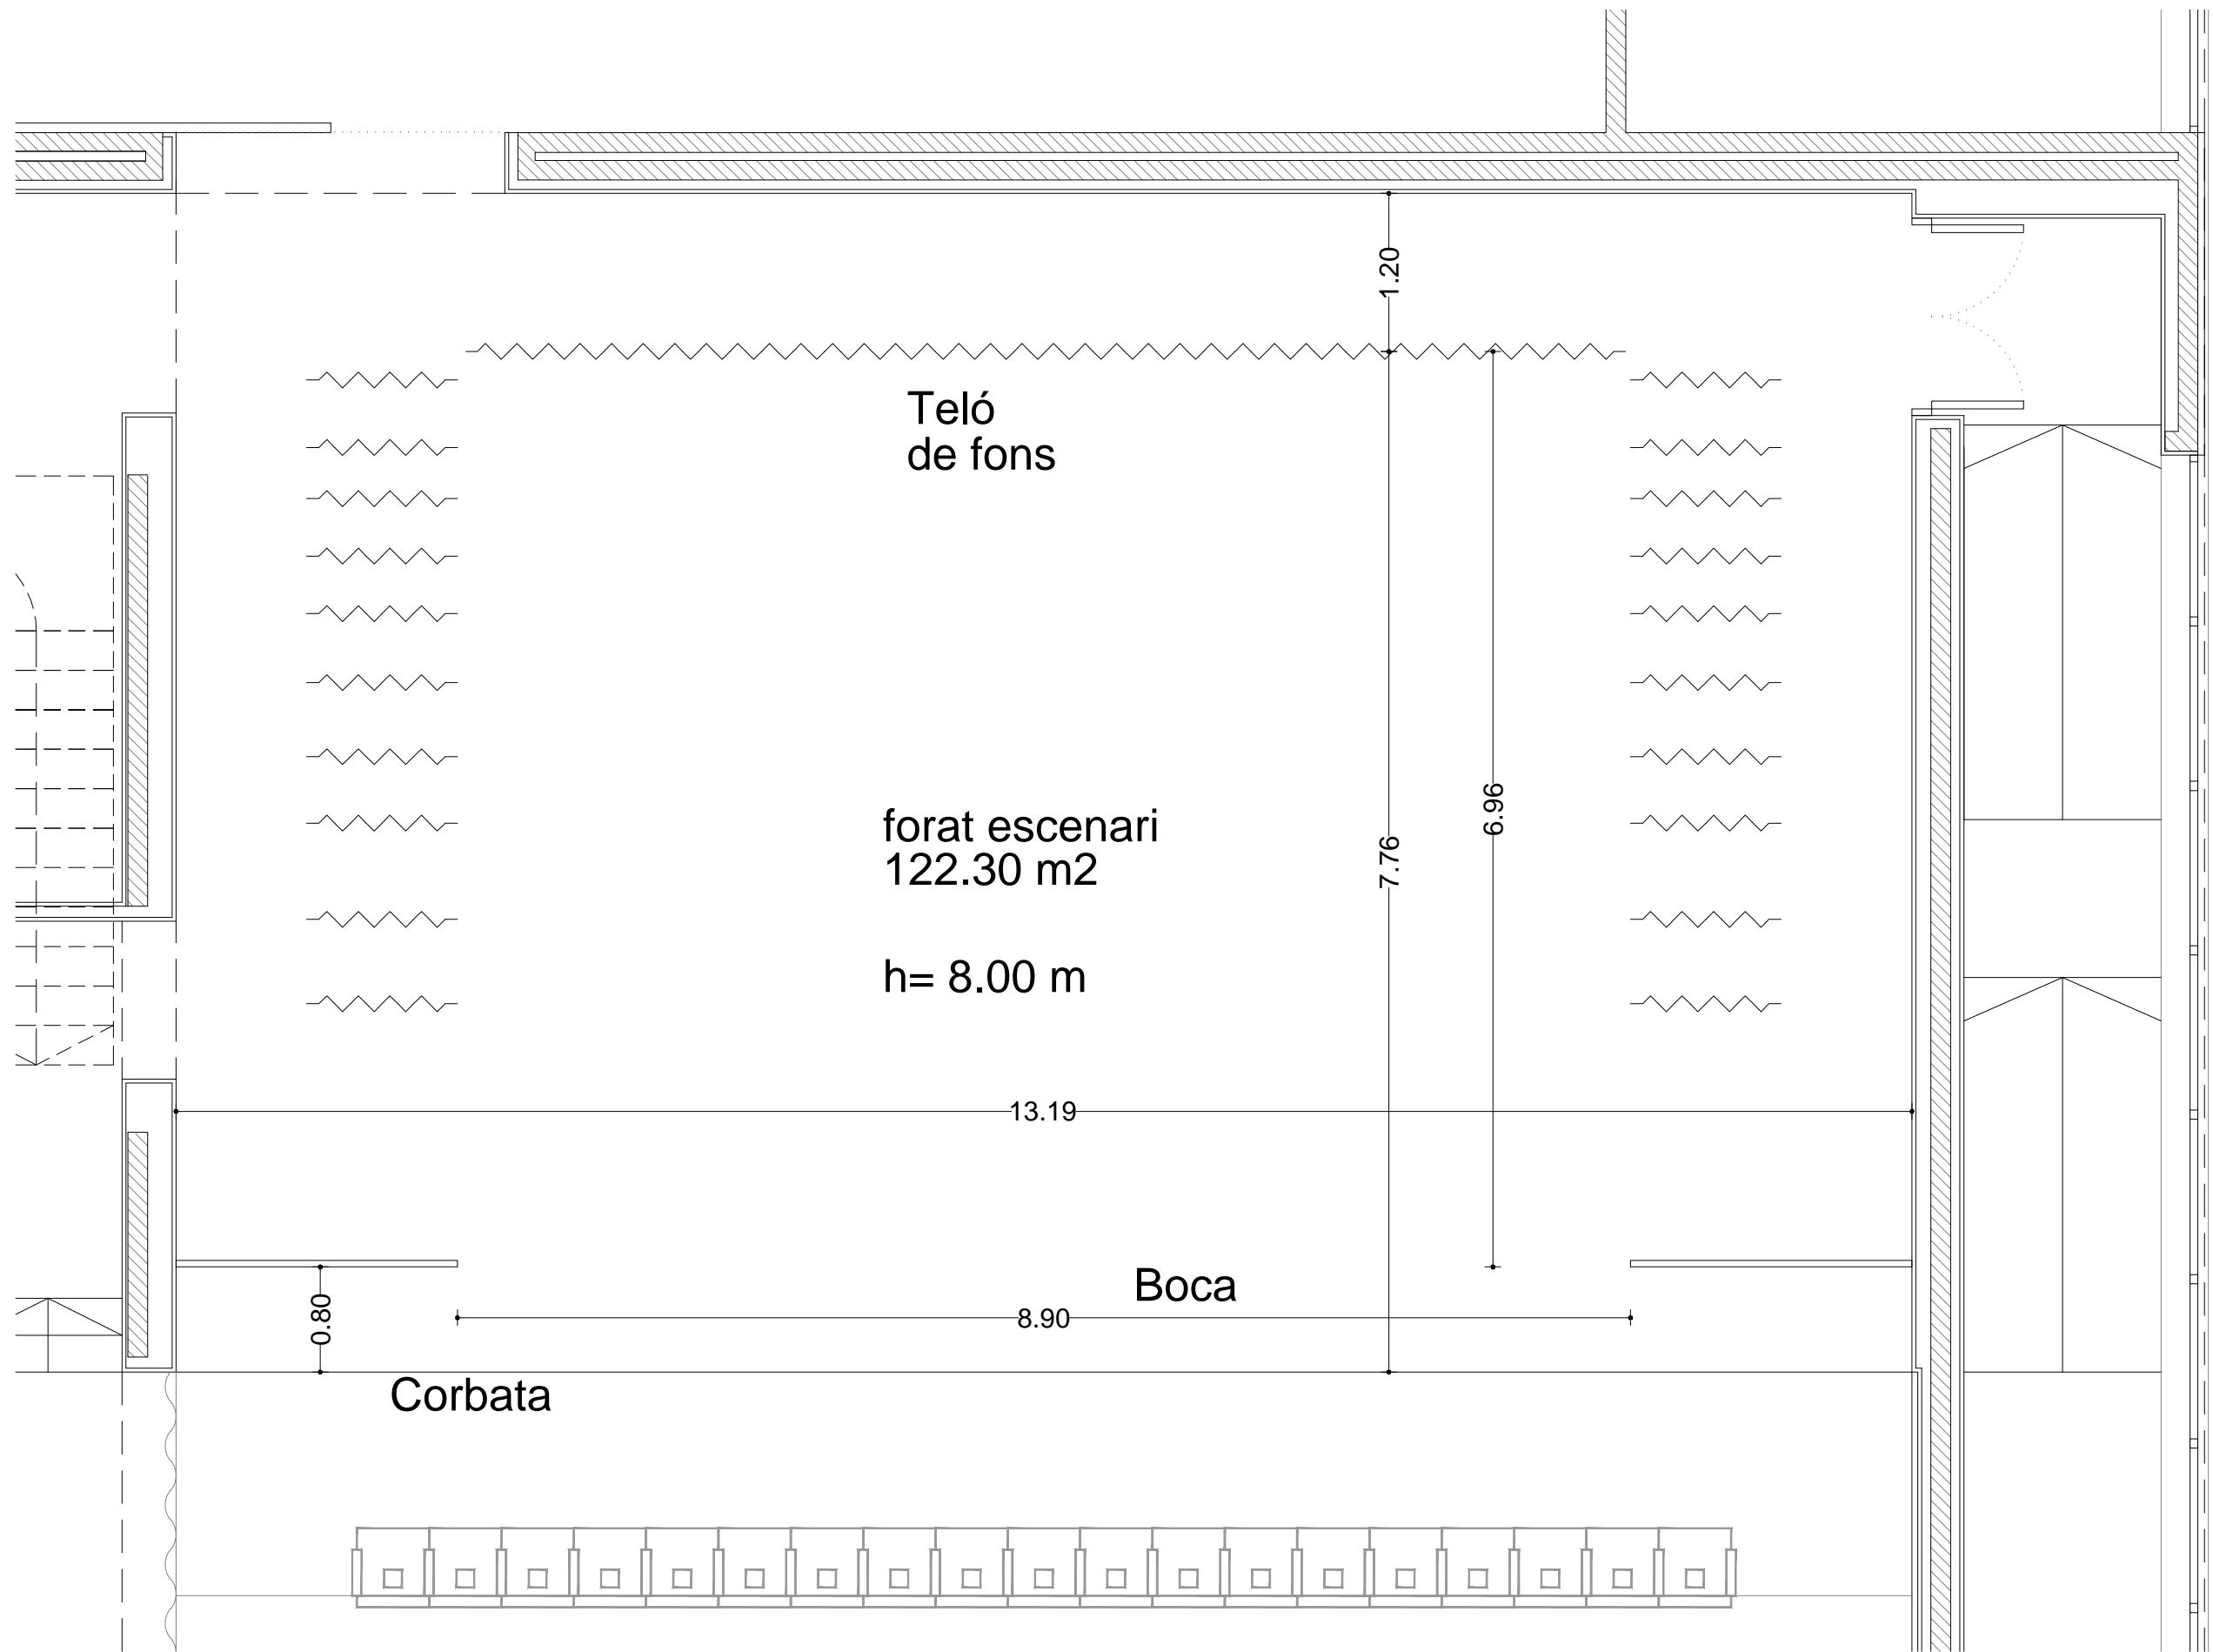 1.20
Teló
de fons
6.96
forat escenari
122.30 m2
7.76
h= 8.00 m
13.19
Boca
0.80
8.90
Corbata